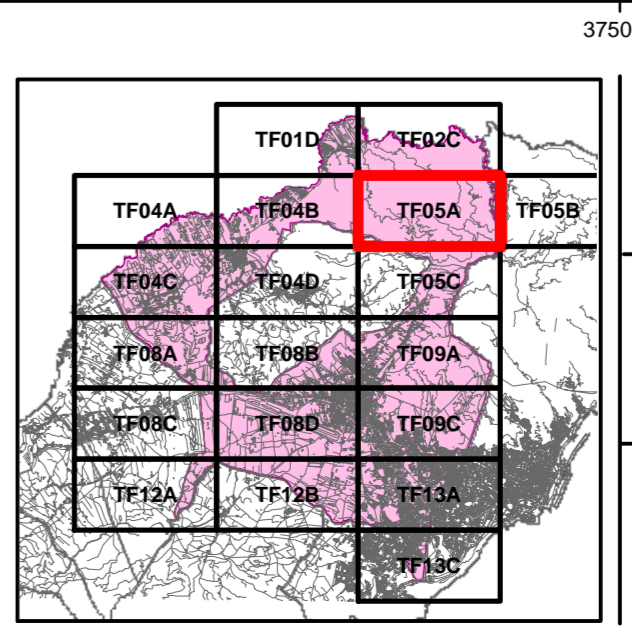 3750
TF01D TF02C
TF04A TF04B TF05A TF05B
TF04C TF04D TF05C
TF08A TF08B TF09A
TF08C TF08D TF09C
TF12A TF12B TF13A
TF13C